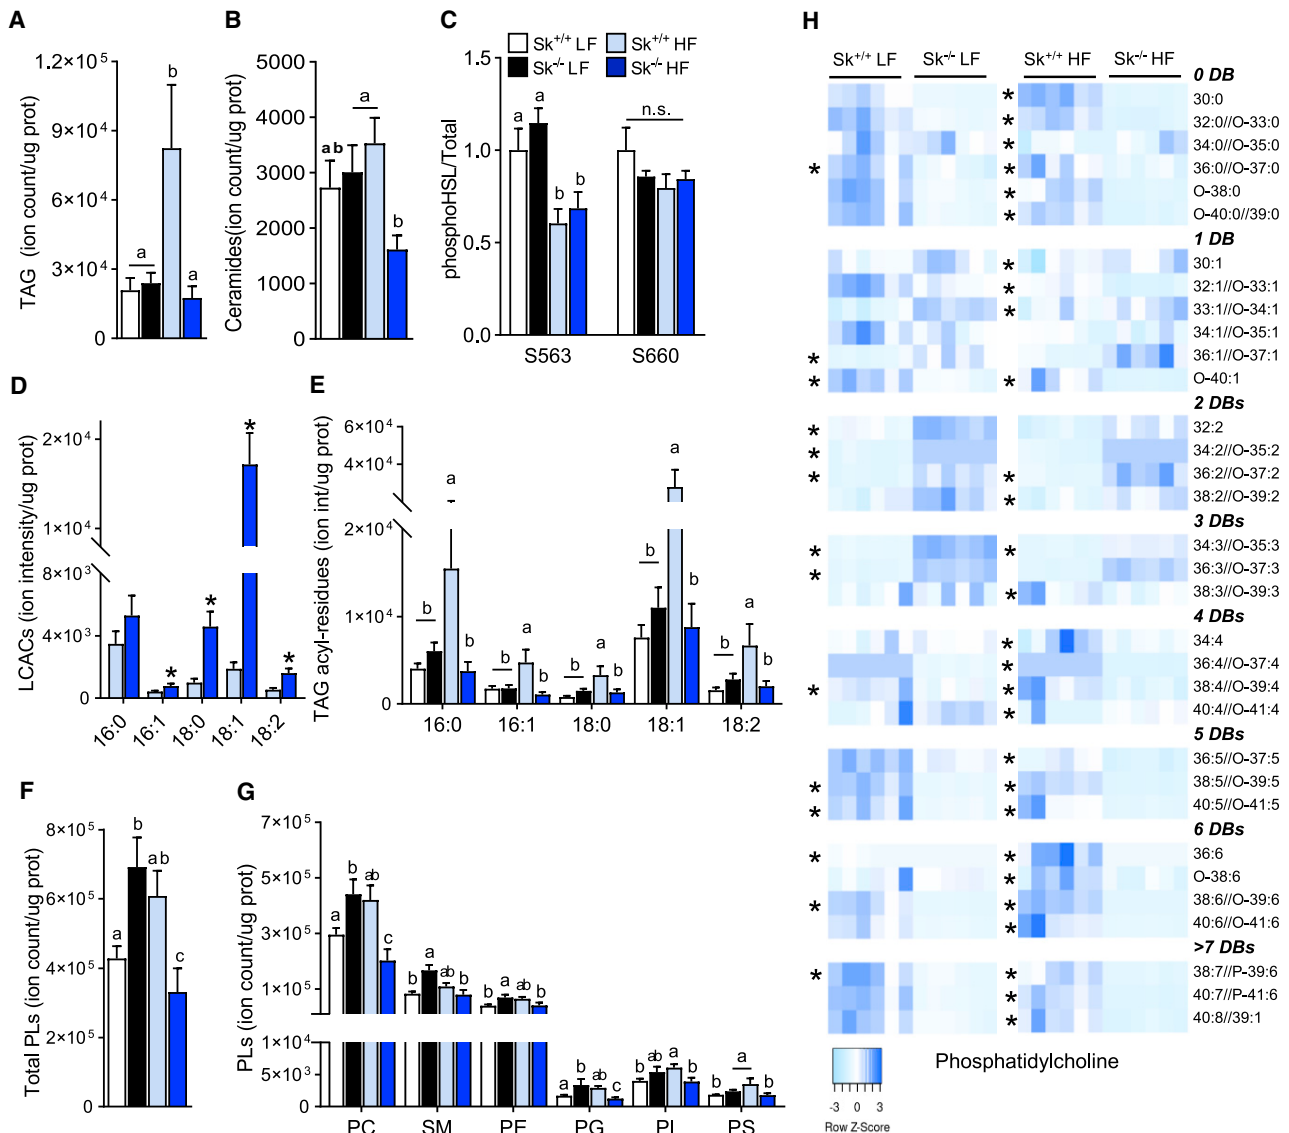 A
TAG (ion count/ug prot)
1.2×10⁵
9×10⁴
6×10⁴
3×10⁴
0
a
b
a
B
Ceramides(ion count/ug prot)
5000
4000
3000
2000
1000
0
ab
a
b
C
Sk+/+ LF
Sk+/+ HF
Sk-/- LF
Sk-/- HF
phosphoHSL/Total
1.5
1.0
0.5
0.0
a
a
b
b
n.s.
S563
S660
D
LCACs (ion intensity/ug prot)
2×10⁴
1×10⁴
8×10³
4×10³
0
*
*
*
*
16:0
16:1
18:0
18:1
18:2
E
TAG acyl-residues (ion int/ug prot)
6×10⁴
4×10⁴
2×10⁴
1×10⁴
0
b
a
b
b
a
b
b
a
b
b
a
b
b
a
b
16:0
16:1
18:0
18:1
18:2
F
Total PLs (ion count/ug prot)
8×10⁵
6×10⁵
4×10⁵
2×10⁵
0
a
b
ab
c
G
PLs (ion count/ug prot)
7×10⁵
5×10⁵
3×10⁵
1×10⁵
1×10⁴
5×10³
0
a
b
ab
c
b
a
ab
b
b
a
ab
b
a
b
ab
c
b
ab
a
b
b
a
b
PC
SM
PE
PG
PI
PS
H
Sk+/+ LF
Sk-/- LF
Sk+/+ HF
Sk-/- HF
0 DB
* 30:0
* 32:0//O-33:0
* 34:0//O-35:0
* * 36:0//O-37:0
* O-38:0
* O-40:0//39:0
1 DB
* 30:1
* 32:1//O-33:1
* 33:1//O-34:1
34:1//O-35:1
* 36:1//O-37:1
* * O-40:1
2 DBs
* 32:2
* 34:2//O-35:2
* * 36:2//O-37:2
* 38:2//O-39:2
3 DBs
* * 34:3//O-35:3
* 36:3//O-37:3
* 38:3//O-39:3
4 DBs
* 34:4
* 36:4//O-37:4
* * 38:4//O-39:4
* 40:4//O-41:4
5 DBs
* 36:5//O-37:5
* * 38:5//O-39:5
* * 40:5//O-41:5
6 DBs
* * 36:6
* O-38:6
* * 38:6//O-39:6
* 40:6//O-41:6
>7 DBs
* * 38:7//P-39:6
* 40:7//P-41:6
* 40:8//39:1
-3 0 3
Row Z-Score
Phosphatidylcholine